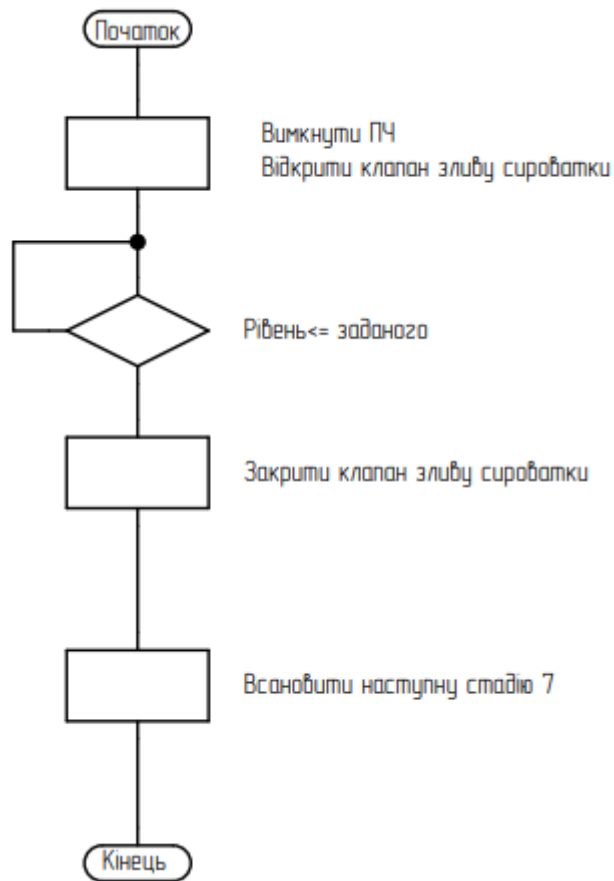 Початок
Вимкнути ПЧ
Відкрити клапан зливу сироватки
Рівень<= заданого
Закрити клапан зливу сироватки
Всановити наступну стадію 7
Кінець